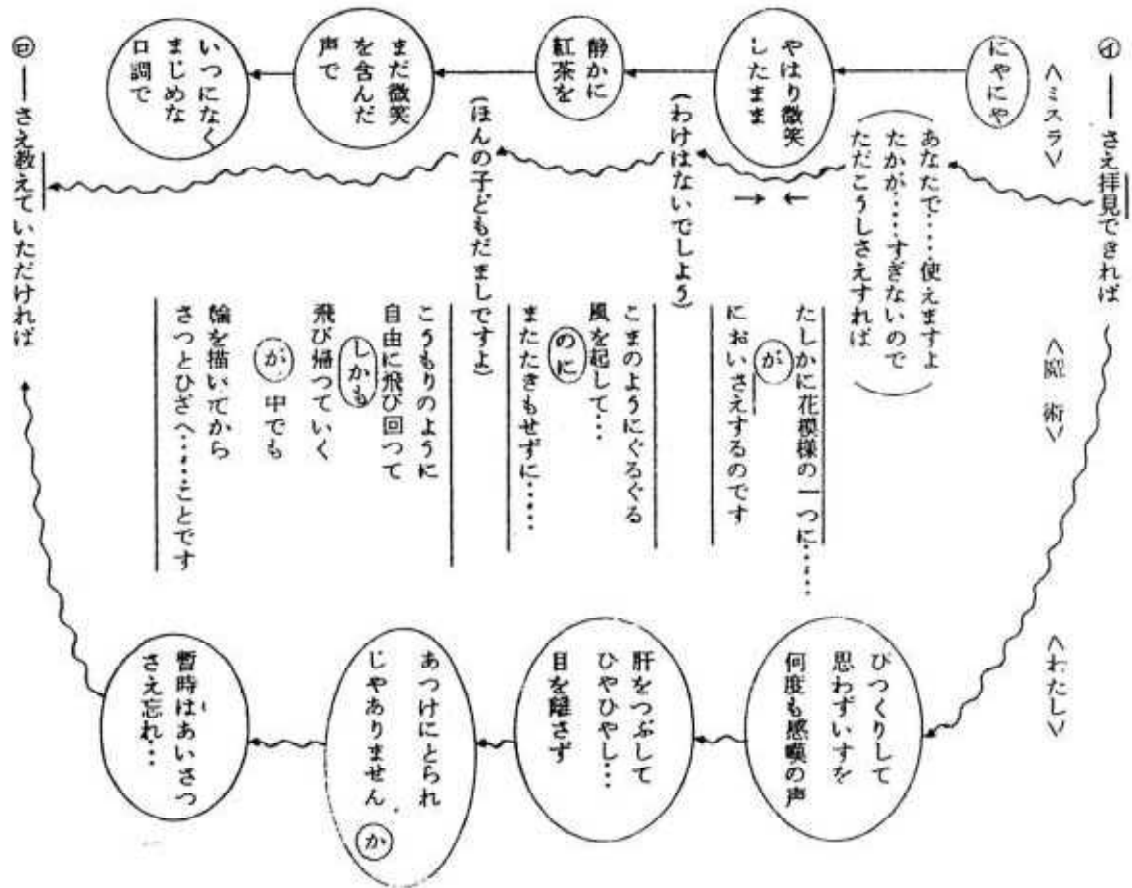 ㋑――さえ拝見できれば
〈ミスラ〉
〈魔術〉
〈わたし〉
にやにや
やはり微笑
したまま
静かに
紅茶を
まだ微笑
を含んだ
声で
いつになく
まじめな
口調で
あなたで……使えますよ
たかが……すぎないので
ただこうしさえすれば
(わけはないでしよう)
(ほんの子どもだましですよ)
たしかに花模様の一つに……
が
においさえするのです
こまのようにぐるぐる
風を起して…
のに
またたきもせずに……
こうもりのように
自由に飛び回つて
しかも
飛び帰つていく
が 中でも
輪を描いてから
さつとひざへ……ことです
びつくりして
思わずいすを
何度も感嘆の声
肝をつぶして
ひやひやし…
目を離さず
あつけにとられ
じやありません か
暫時はあいさつ
さえ忘れ…
㋺――さえ教えていただければ